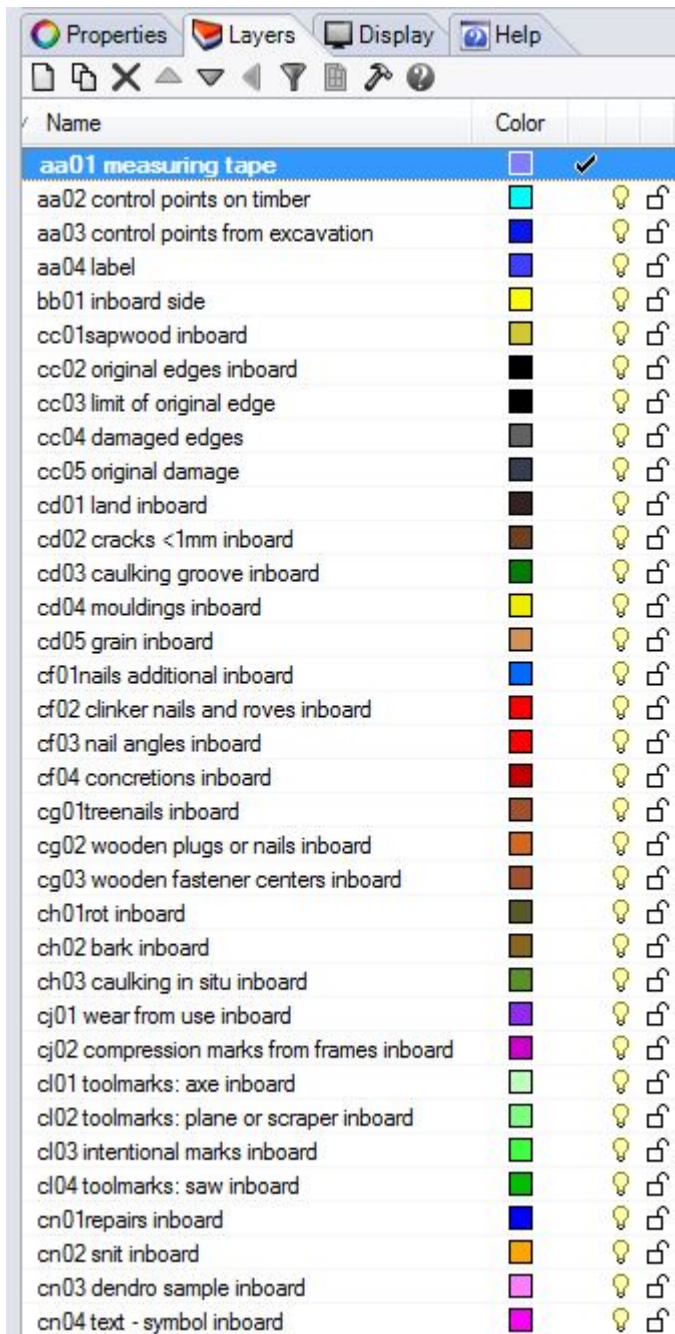 Properties Layers Display Help
Name Color
aa01 measuring tape
aa02 control points on timber
aa03 control points from excavation
aa04 label
bb01 inboard side
cc01sapwood inboard
cc02 original edges inboard
cc03 limit of original edge
cc04 damaged edges
cc05 original damage
cd01 land inboard
cd02 cracks <1mm inboard
cd03 caulking groove inboard
cd04 mouldings inboard
cd05 grain inboard
cf01nails additional inboard
cf02 clinker nails and roves inboard
cf03 nail angles inboard
cf04 concretions inboard
cg01treenails inboard
cg02 wooden plugs or nails inboard
cg03 wooden fastener centers inboard
ch01rot inboard
ch02 bark inboard
ch03 caulking in situ inboard
cj01 wear from use inboard
cj02 compression marks from frames inboard
cl01 toolmarks: axe inboard
cl02 toolmarks: plane or scraper inboard
cl03 intentional marks inboard
cl04 toolmarks: saw inboard
cn01repairs inboard
cn02 snit inboard
cn03 dendro sample inboard
cn04 text - symbol inboard